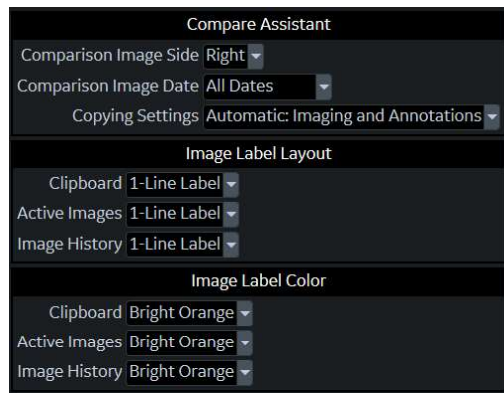 Compare Assistant
Comparison Image Side Right
Comparison Image Date All Dates
Copying Settings Automatic: Imaging and Annotations
Image Label Layout
Clipboard 1-Line Label
Active Images 1-Line Label
Image History 1-Line Label
Image Label Color
Clipboard Bright Orange
Active Images Bright Orange
Image History Bright Orange